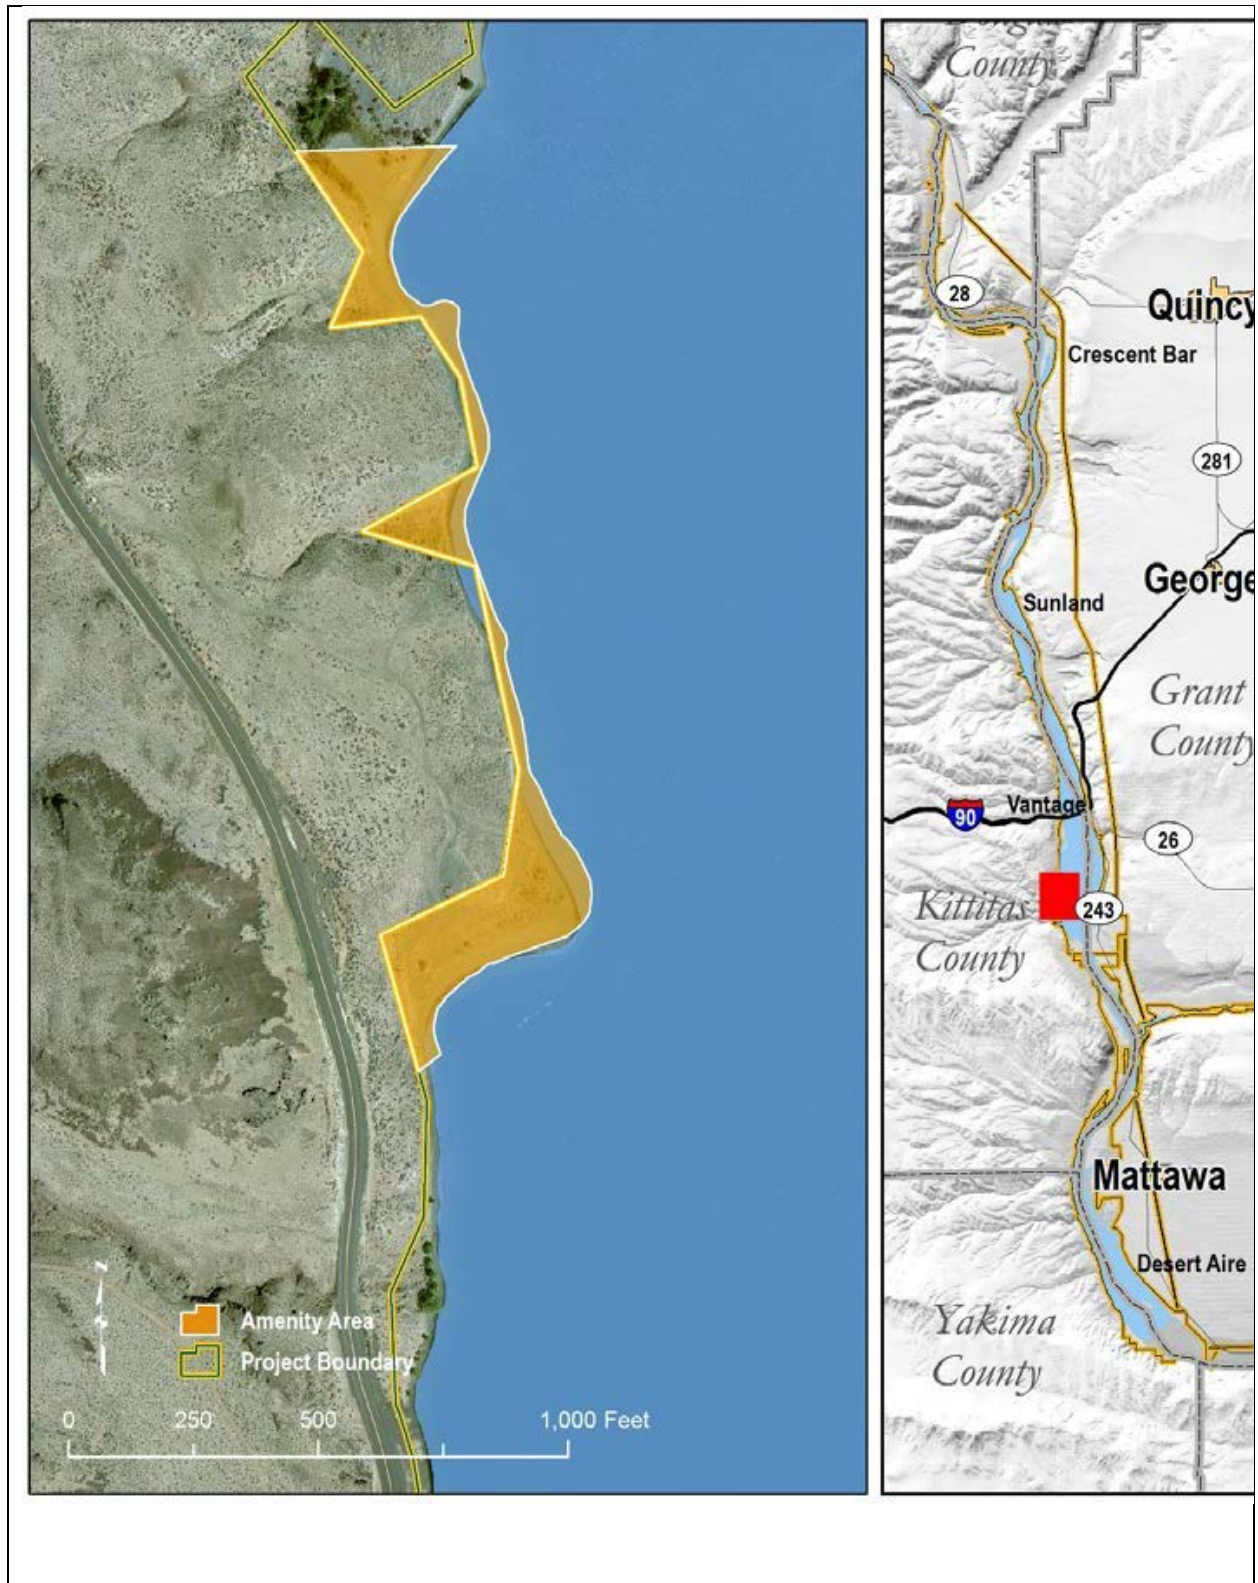 N
Amenity Area
Project Boundary
0 250 500 1,000 Feet
County
28
Quincy
Crescent Bar
281
George
Sunland
Grant
County
Vantage
90
26
Kittitas
County
243
Mattawa
Desert Aire
Yakima
County